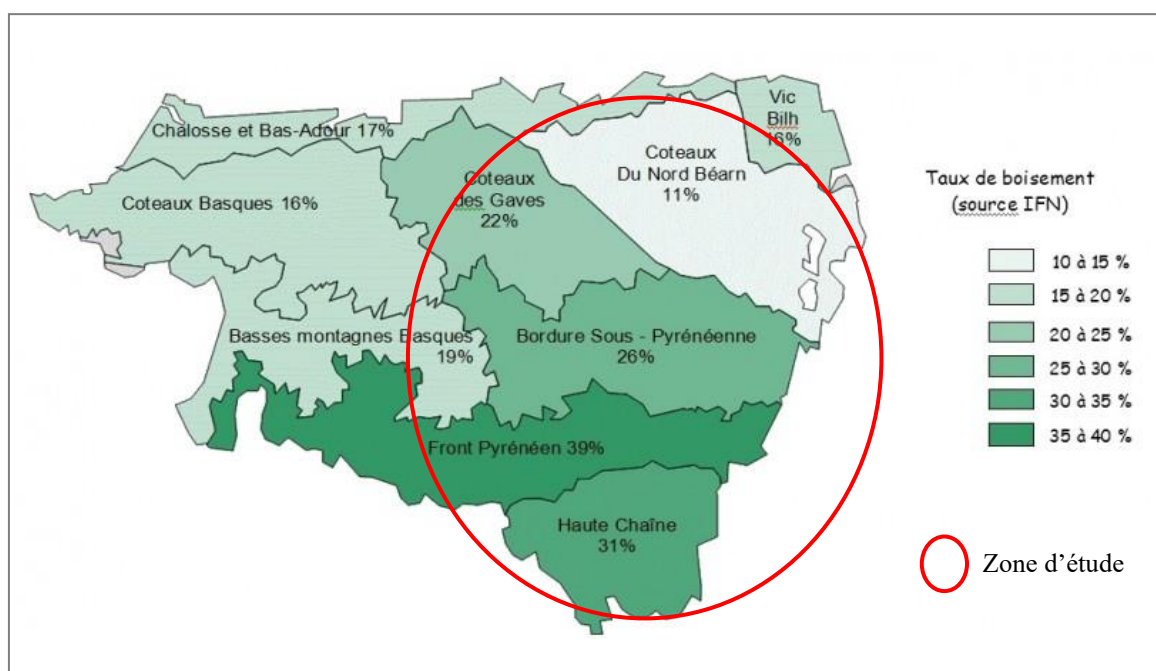 Vic
Bilh
16%
Chalosse et Bas-Adour 17%
Coteaux
Du Nord Béarn
11%
Coteaux
des Gaves
22%
Coteaux Basques 16%
Basses montagnes Basques
19%
Bordure Sous - Pyrénéenne
26%
Front Pyrénéen 39%
Haute Chaîne
31%
Taux de boisement
(source IFN)
10 à 15 %
15 à 20 %
20 à 25 %
25 à 30 %
30 à 35 %
35 à 40 %
Zone d'étude